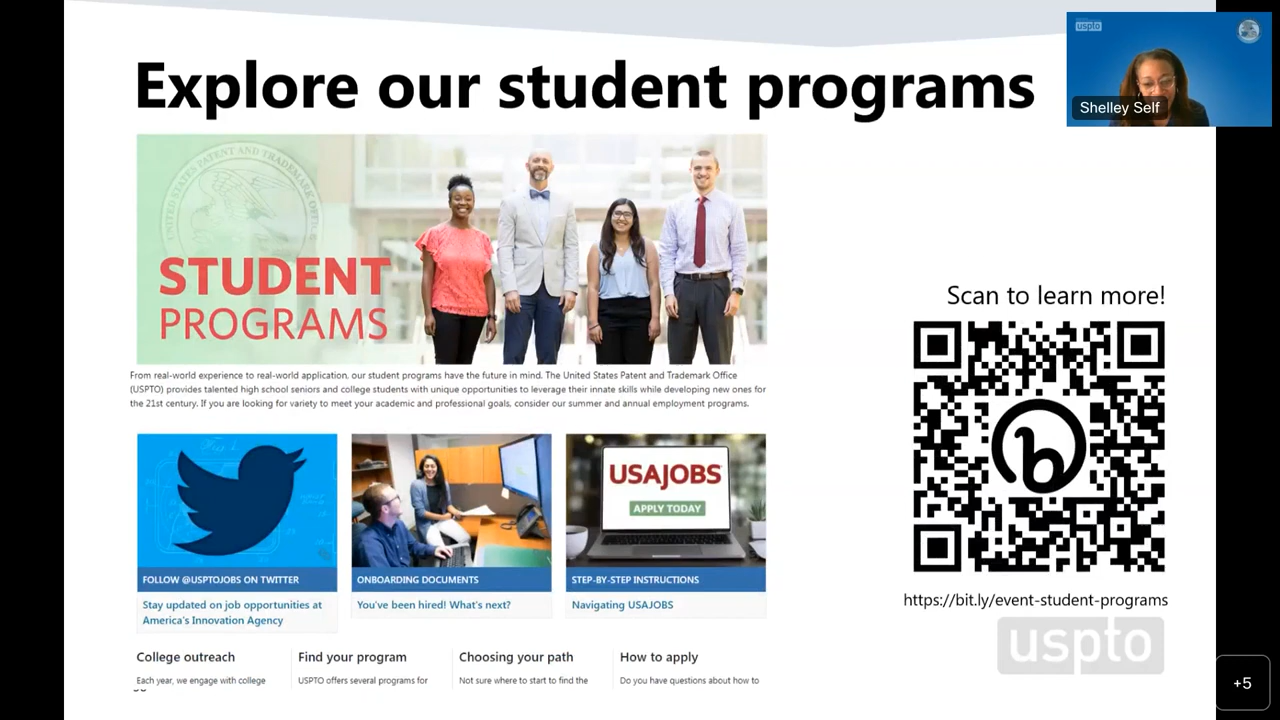 Explore our student programs
uspto
Shelley Self
UNITED STATES PATENT AND TRADEMARK OFFICE
STUDENT
PROGRAMS
From real-world experience to real-world application, our student programs have the future in mind. The United States Patent and Trademark Office
(USPTO) provides talented high school seniors and college students with unique opportunities to leverage their innate skills while developing new ones for
the 21st century. If you are looking for variety to meet your academic and professional goals, consider our summer and annual employment programs.
Scan to learn more!
https://bit.ly/event-student-programs
uspto
USAJOBS
APPLY TODAY
FOLLOW @USPTOJOBS ON TWITTER
ONBOARDING DOCUMENTS
STEP-BY-STEP INSTRUCTIONS
Stay updated on job opportunities at
America's Innovation Agency
You've been hired! What's next?
Navigating USAJOBS
College outreach
Find your program
Choosing your path
How to apply
Each year, we engage with college
USPTO offers several programs for
Not sure where to start to find the
Do you have questions about how to
+5